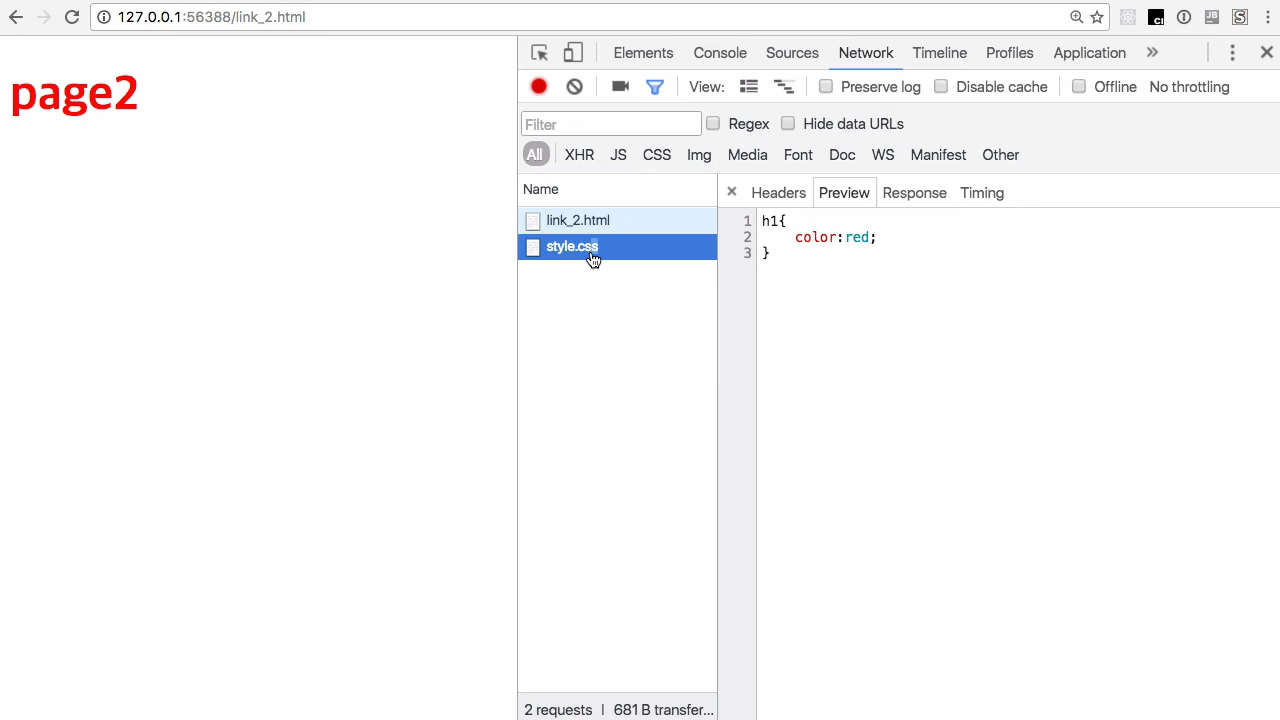 127.0.0.1:56388/link_2.html
CI
JB
S
page2
Elements Console Sources Network Timeline Profiles Application »
View: Preserve log Disable cache Offline No throttling
Filter Regex Hide data URLs
All XHR JS CSS Img Media Font Doc WS Manifest Other
Name
× Headers Preview Response Timing
link_2.html
style.css
1 h1{
2 color:red;
3 }
2 requests | 681 B transfer...